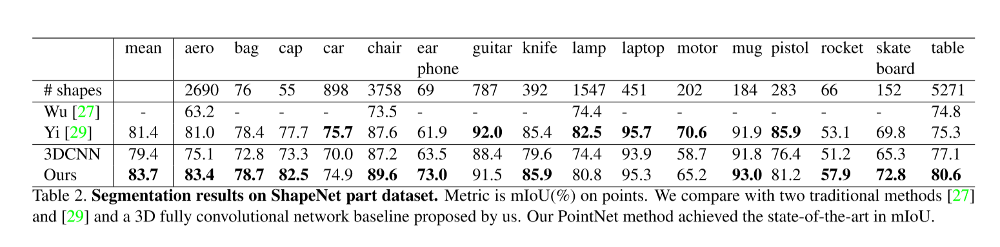 mean aero bag cap car chair ear guitar knife lamp laptop motor mug pistol rocket skate table
phone board
# shapes 2690 76 55 898 3758 69 787 392 1547 451 202 184 283 66 152 5271
Wu [27] - 63.2 - - - 73.5 - - - 74.4 - - - - - - 74.8
Yi [29] 81.4 81.0 78.4 77.7 75.7 87.6 61.9 92.0 85.4 82.5 95.7 70.6 91.9 85.9 53.1 69.8 75.3
3DCNN 79.4 75.1 72.8 73.3 70.0 87.2 63.5 88.4 79.6 74.4 93.9 58.7 91.8 76.4 51.2 65.3 77.1
Ours 83.7 83.4 78.7 82.5 74.9 89.6 73.0 91.5 85.9 80.8 95.3 65.2 93.0 81.2 57.9 72.8 80.6
Table 2. Segmentation results on ShapeNet part dataset. Metric is mIoU(%) on points. We compare with two traditional methods [27]
and [29] and a 3D fully convolutional network baseline proposed by us. Our PointNet method achieved the state-of-the-art in mIoU.